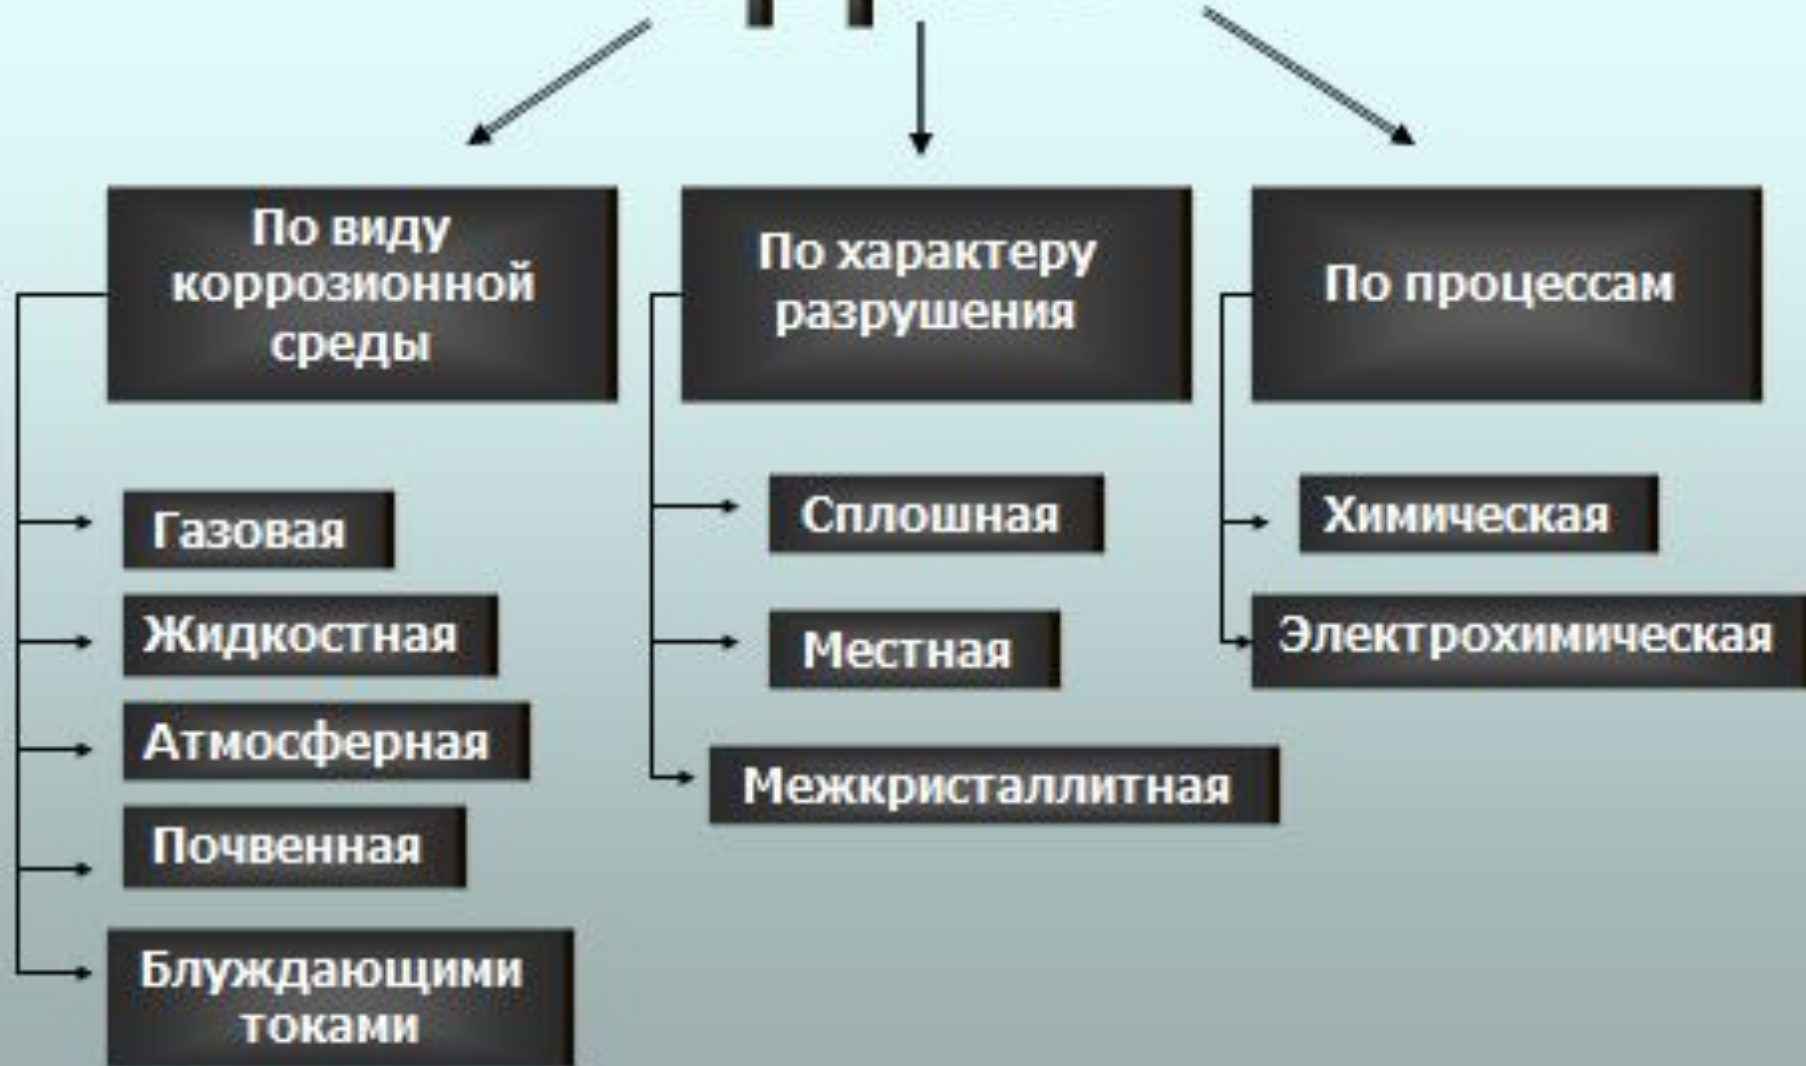 По виду
коррозионной
среды
Газовая
Жидкостная
Атмосферная
Почвенная
Блуждающими
токами
По характеру
разрушения
Сплошная
Местная
Межкристаллитная
По процессам
Химическая
Электрохимическая